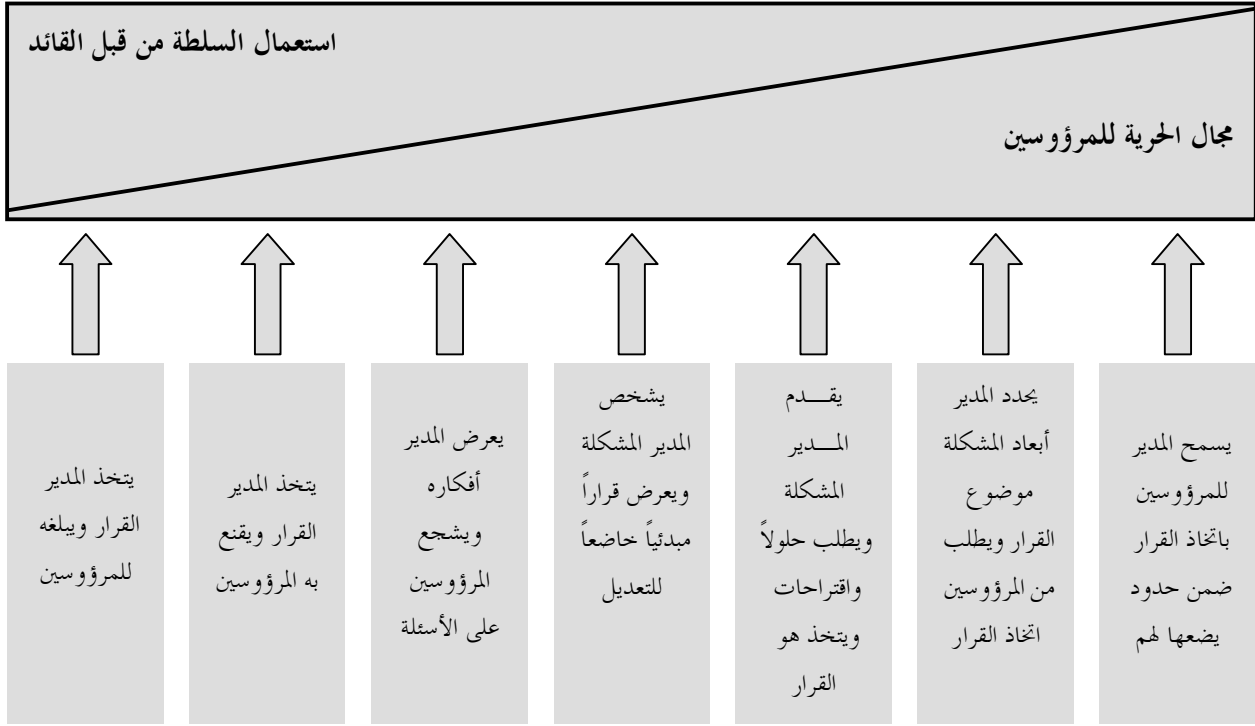 استعمال السلطة من قبل القائد
مجال الحرية للمرؤوسين
يسمح المدير
للمرؤوسين
باتخاذ القرار
ضمن حدود
يضعها لهم
يحدد المدير
أبعاد المشكلة
موضوع
القرار ويطلب
من المرؤوسين
اتخاذ القرار
يقـــدم
المـــدير
المشكلة
ويطلب حلولاً
واقتراحات
ويتخذ هو
القرار
يشخص
المدير المشكلة
ويعرض قراراً
مبدئياً خاضعاً
للتعديل
يعرض المدير
أفكاره
ويشجع
المرؤوسين
على الأسئلة
يتخذ المدير
القرار ويقنع
به المرؤوسين
يتخذ المدير
القرار ويبلغه
للمرؤوسين